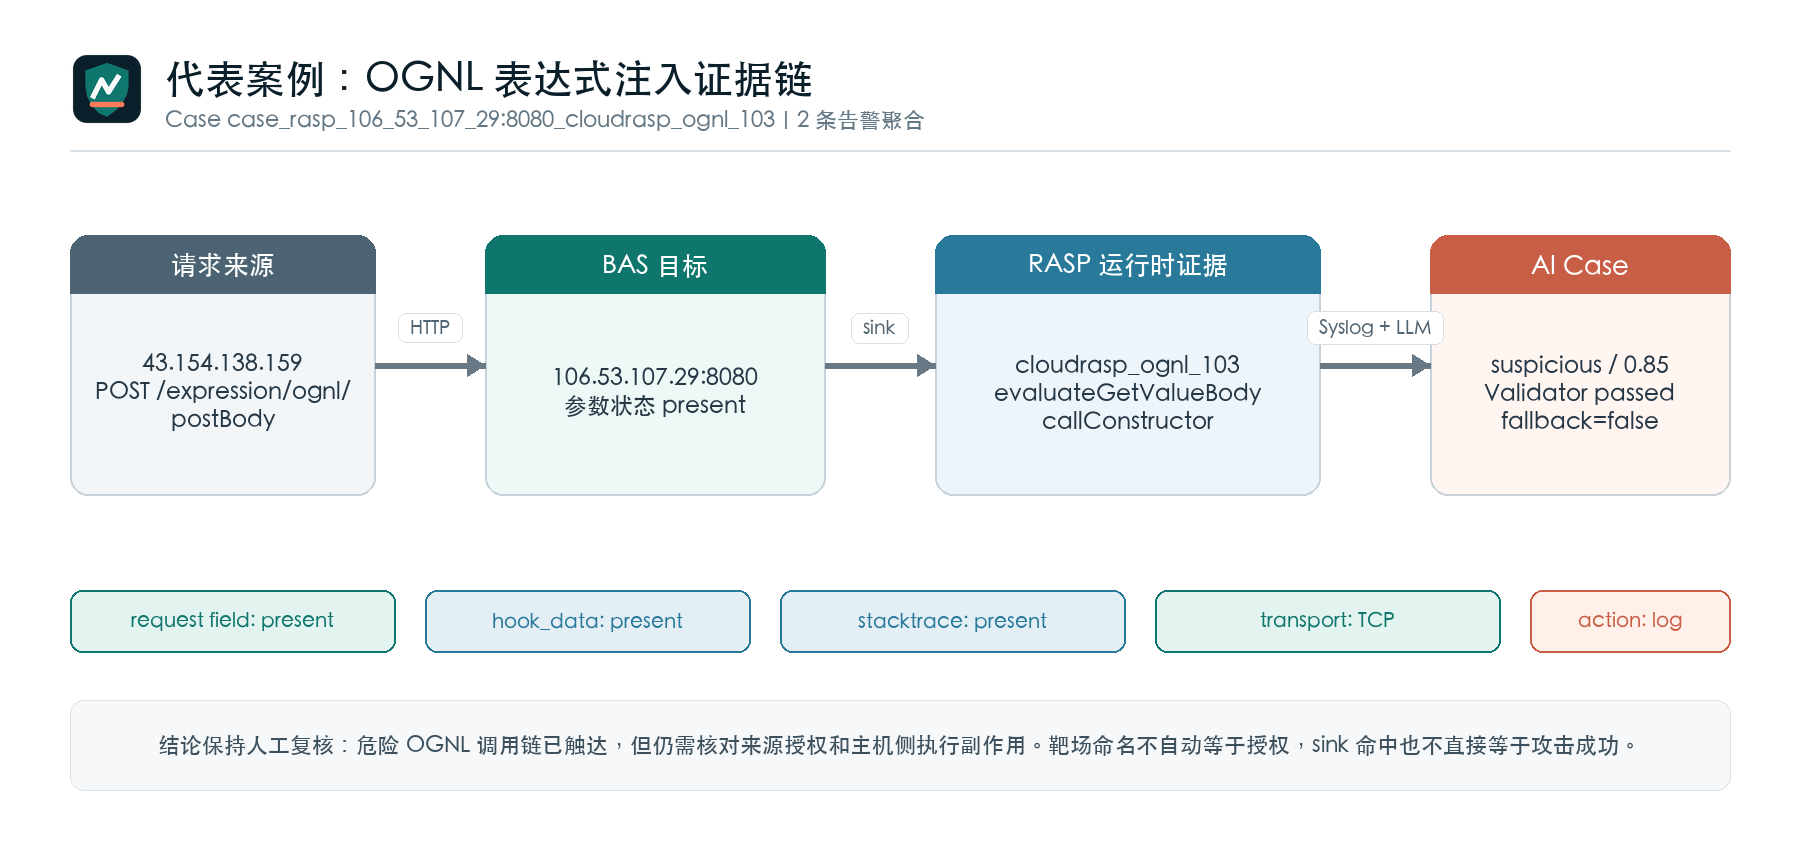 代表案例：OGNL 表达式注入证据链
Case case_rasp_106_53_107_29:8080_cloudrasp_ognl_103 | 2 条告警聚合
请求来源
43.154.138.159
POST /expression/ognl/
postBody
HTTP
BAS 目标
106.53.107.29:8080
参数状态 present
sink
RASP 运行时证据
cloudrasp_ognl_103
evaluateGetValueBody
callConstructor
Syslog + LLM
AI Case
suspicious / 0.85
Validator passed
fallback=false
request field: present
hook_data: present
stacktrace: present
transport: TCP
action: log
结论保持人工复核：危险 OGNL 调用链已触达，但仍需核对来源授权和主机侧执行副作用。靶场命名不自动等于授权，sink 命中也不直接等于攻击成功。